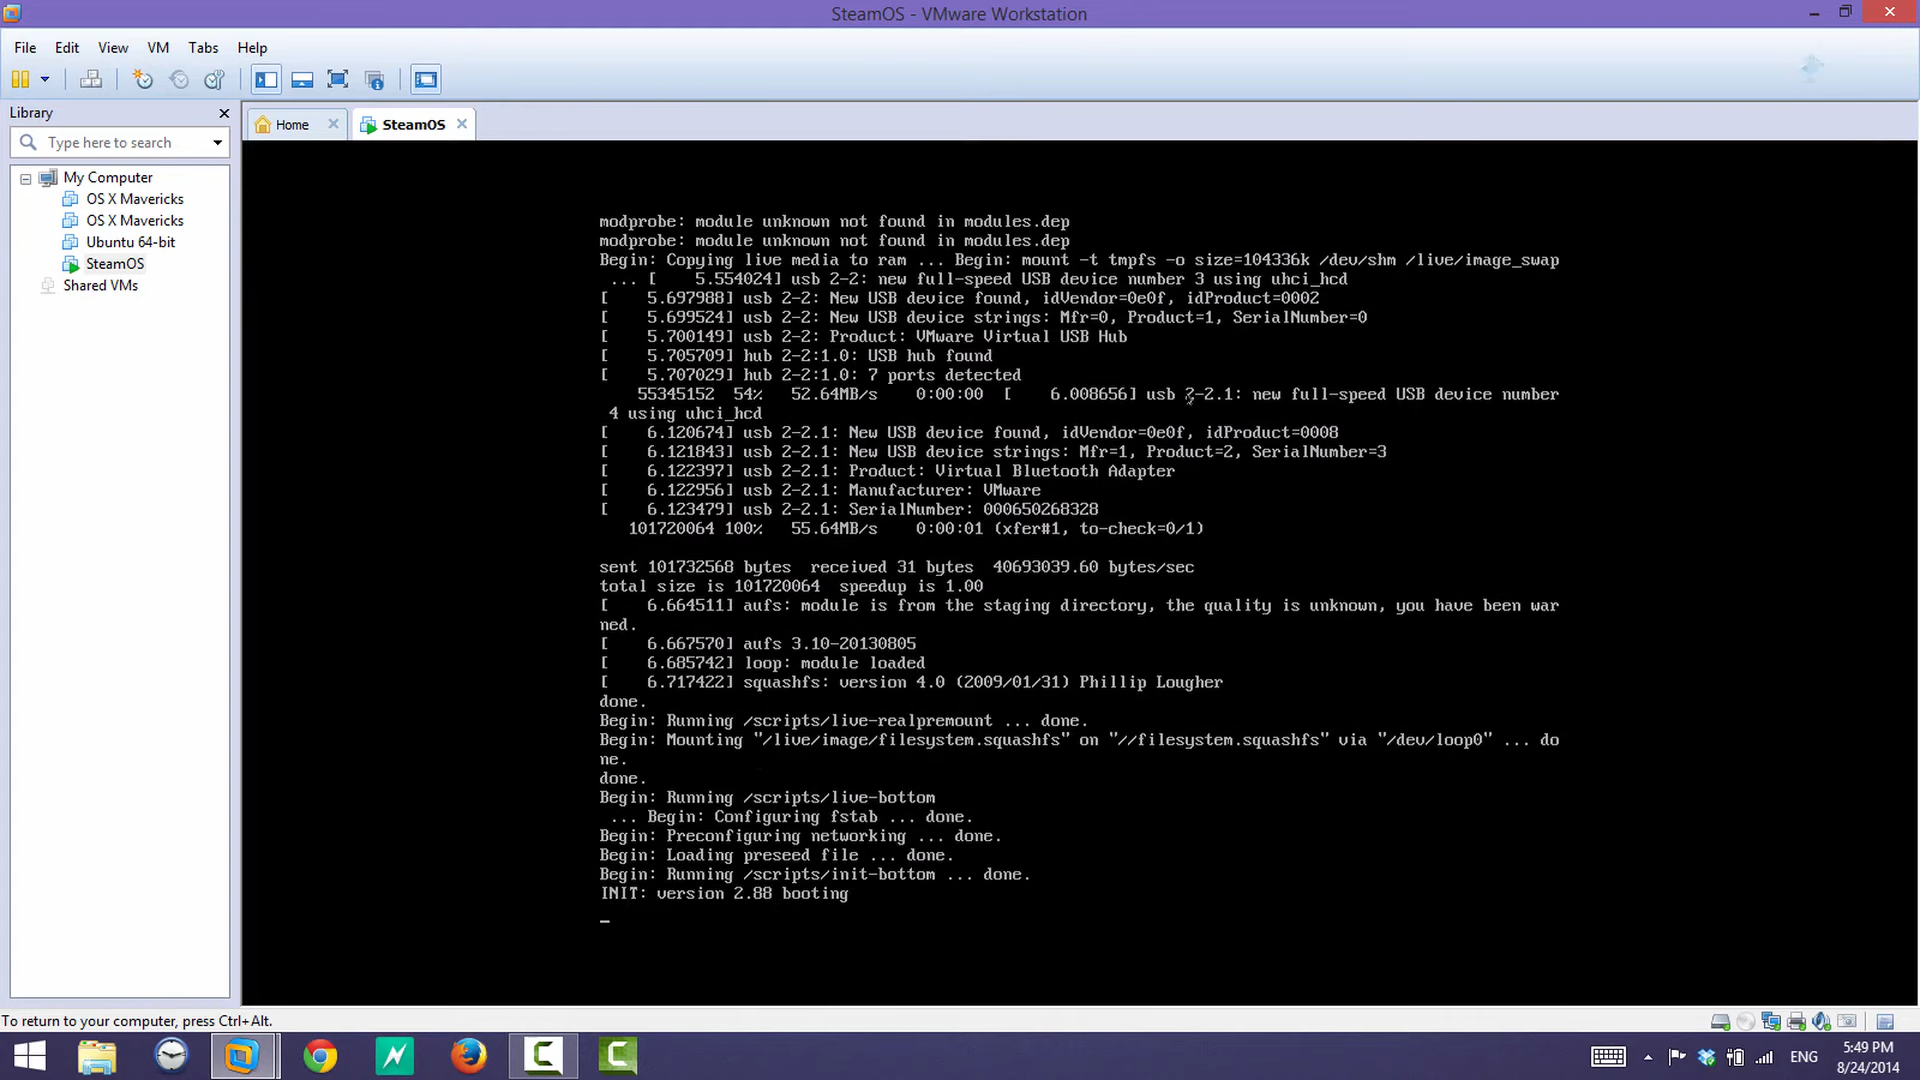 SteamOS - VMware Workstation
File Edit View VM Tabs Help
Library
Type here to search
My Computer
OS X Mavericks
OS X Mavericks
Ubuntu 64-bit
SteamOS
Shared VMs
Home
SteamOS
modprobe: module unknown not found in modules.dep
modprobe: module unknown not found in modules.dep
Begin: Copying live media to ram ... Begin: mount -t tmpfs -o size=104336k /dev/shm /live/image_swap
... [    5.554024] usb 2-2: new full-speed USB device number 3 using uhci_hcd
[    5.697988] usb 2-2: New USB device found, idVendor=0e0f, idProduct=0002
[    5.699524] usb 2-2: New USB device strings: Mfr=0, Product=1, SerialNumber=0
[    5.700149] usb 2-2: Product: VMware Virtual USB Hub
[    5.705709] hub 2-2:1.0: USB hub found
[    5.707029] hub 2-2:1.0: 7 ports detected
55345152  54%   52.64MB/s    0:00:00  [    6.008656] usb 2-2.1: new full-speed USB device number
4 using uhci_hcd
[    6.120674] usb 2-2.1: New USB device found, idVendor=0e0f, idProduct=0008
[    6.121843] usb 2-2.1: New USB device strings: Mfr=1, Product=2, SerialNumber=3
[    6.122397] usb 2-2.1: Product: Virtual Bluetooth Adapter
[    6.122956] usb 2-2.1: Manufacturer: VMware
[    6.123479] usb 2-2.1: SerialNumber: 000650268328
101720064 100%   55.64MB/s    0:00:01 (xfer#1, to-check=0/1)
sent 101732568 bytes  received 31 bytes  40693039.60 bytes/sec
total size is 101720064  speedup is 1.00
[    6.664511] aufs: module is from the staging directory, the quality is unknown, you have been war
ned.
[    6.667570] aufs 3.10-20130805
[    6.685742] loop: module loaded
[    6.717422] squashfs: version 4.0 (2009/01/31) Phillip Lougher
done.
Begin: Running /scripts/live-realpremount ... done.
Begin: Mounting "/live/image/filesystem.squashfs" on "//filesystem.squashfs" via "/dev/loop0" ... do
ne.
done.
Begin: Running /scripts/live-bottom
... Begin: Configuring fstab ... done.
Begin: Preconfiguring networking ... done.
Begin: Loading preseed file ... done.
Begin: Running /scripts/init-bottom ... done.
INIT: version 2.88 booting
_
To return to your computer, press Ctrl+Alt.
ENG
5:49 PM
8/24/2014